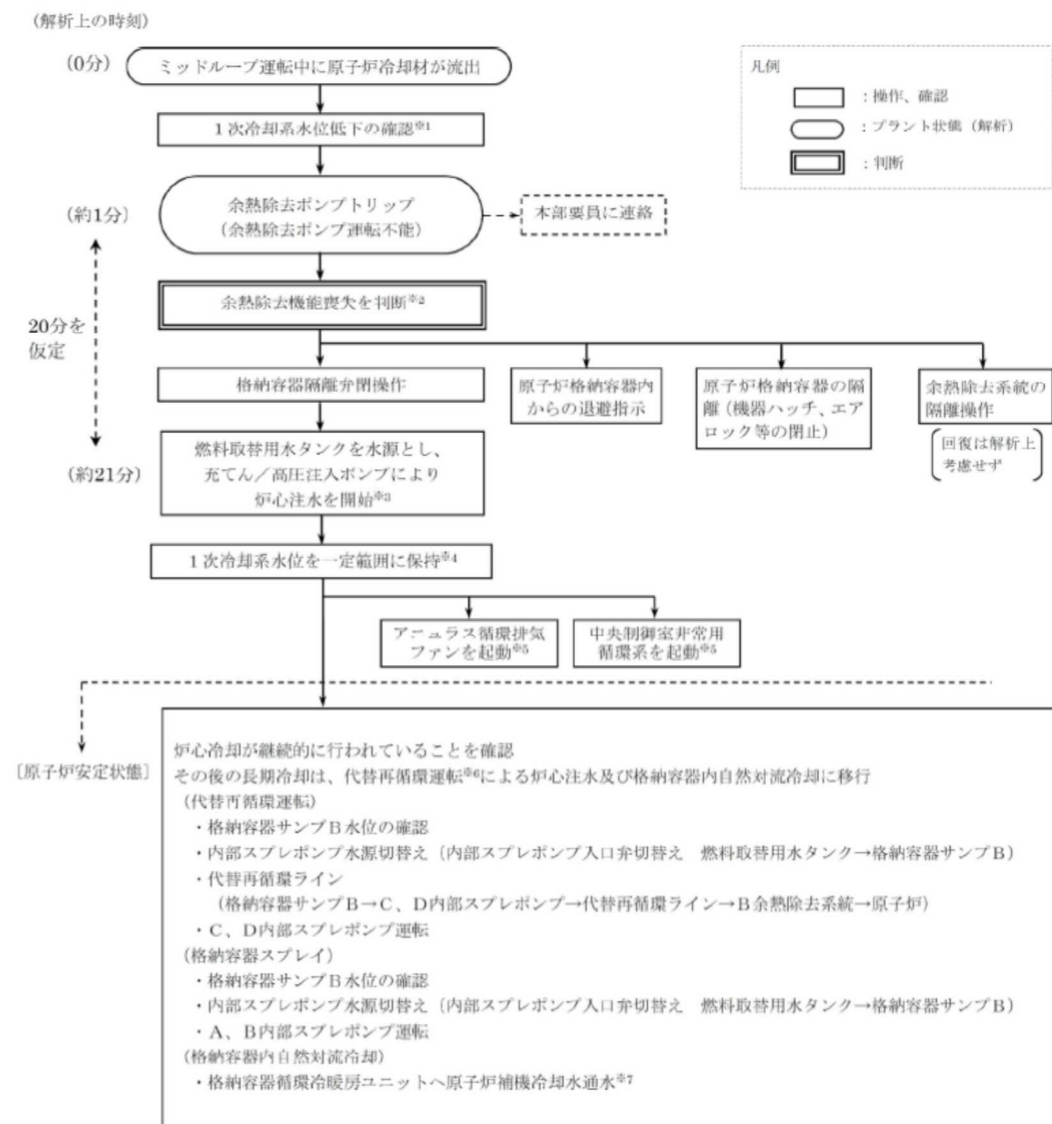 (解析上の時刻)
(0分)
ミッドループ運転中に原子炉冷却材が流出
凡例
:操作、確認
:プラント状態(解析)
:判断
1次冷却系水位低下の確認※1
(約1分)
余熱除去ポンプトリップ
(余熱除去ポンプ運転不能)
本部要員に連絡
余熱除去機能喪失を判断※2
20分を
仮定
格納容器隔離弁閉操作
原子炉格納容器内
からの退避指示
原子炉格納容器の隔
離(機器ハッチ、エア
ロック等の閉止)
余熱除去系統の
隔離操作
回復は解析上
考慮せず
(約21分)
燃料取替用水タンクを水源とし、
充てん/高圧注入ポンプにより
炉心注水を開始※3
1次冷却系水位を一定範囲に保持※4
アニュラス循環排気
ファンを起動※5
中央制御室非常用
循環系を起動※5
[原子炉安定状態]
炉心冷却が継続的に行われていることを確認
その後の長期冷却は、代替再循環運転※6による炉心注水及び格納容器内自然対流冷却に移行
(代替再循環運転)
・格納容器サンプB水位の確認
・内部スプレポンプ水源切替え(内部スプレポンプ入口弁切替え 燃料取替用水タンク→格納容器サンプB)
・代替再循環ライン
(格納容器サンプB→C、D内部スプレポンプ→代替再循環ライン→B余熱除去系統→原子炉)
・C、D内部スプレポンプ運転
(格納容器スプレイ)
・格納容器サンプB水位の確認
・内部スプレポンプ水源切替え(内部スプレポンプ入口弁切替え 燃料取替用水タンク→格納容器サンプB)
・A、B内部スプレポンプ運転
(格納容器内自然対流冷却)
・格納容器循環冷暖房ユニットへ原子炉補機冷却水通水※7